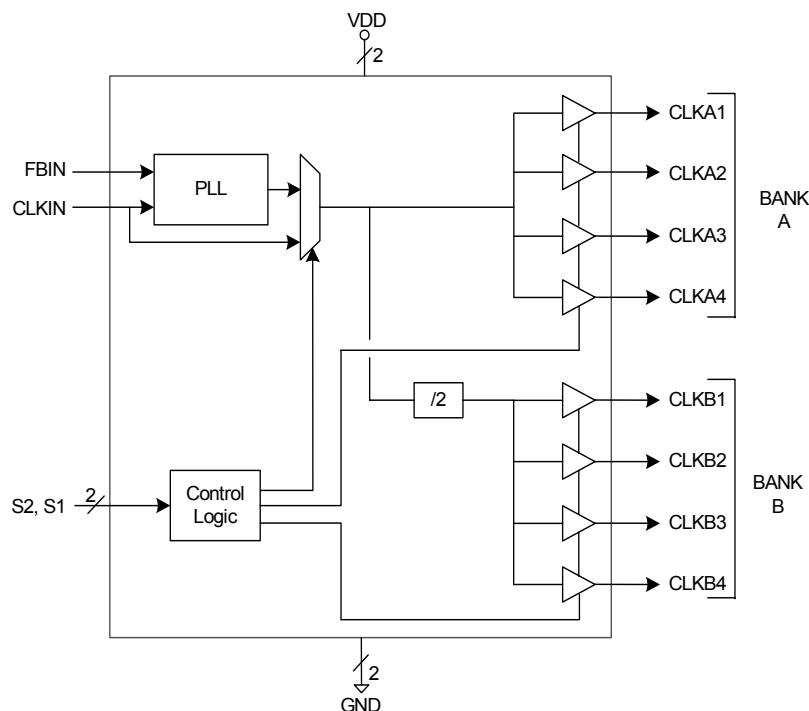 VDD
2
FBIN
CLKIN
PLL
CLKA1
CLKA2
CLKA3
CLKA4
BANK
A
/2
CLKB1
CLKB2
CLKB3
CLKB4
BANK
B
S2, S1
2
Control
Logic
2
GND